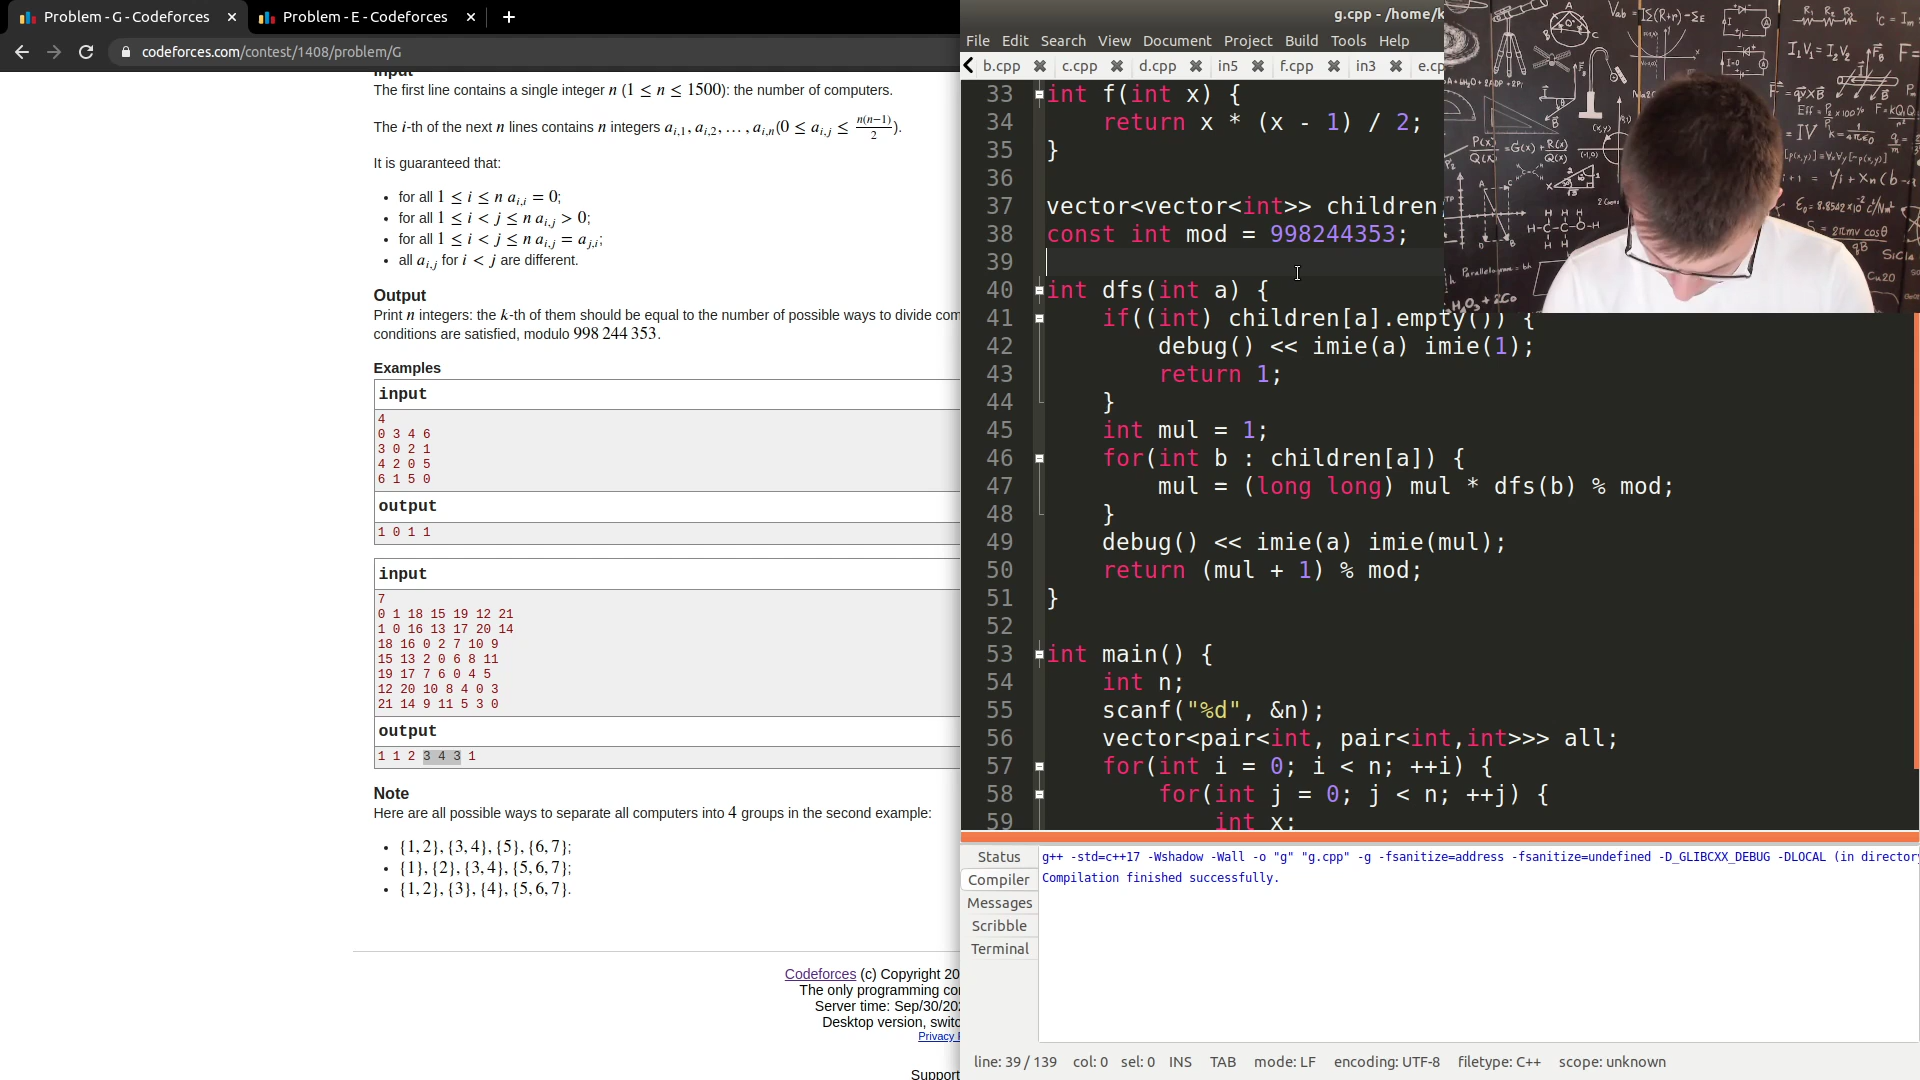 Problem - G - Codeforces
Problem - E - Codeforces
codeforces.com/contest/1408/problem/G
Input
The first line contains a single integer n (1 ≤ n ≤ 1500): the number of computers.
The i-th of the next n lines contains n integers a_{i,1}, a_{i,2}, …, a_{i,n}(0 ≤ a_{i,j} ≤ n(n−1)/2).
It is guaranteed that:
• for all 1 ≤ i ≤ n a_{i,i} = 0;
• for all 1 ≤ i < j ≤ n a_{i,j} > 0;
• for all 1 ≤ i < j ≤ n a_{i,j} = a_{j,i};
• all a_{i,j} for i < j are different.
Output
Print n integers: the k-th of them should be equal to the number of possible ways to divide com
conditions are satisfied, modulo 998 244 353.
Examples
input
4
0 3 4 6
3 0 2 1
4 2 0 5
6 1 5 0
output
1 0 1 1
input
7
0 1 18 15 19 12 21
1 0 16 13 17 20 14
18 16 0 2 7 10 9
15 13 2 0 6 8 11
19 17 7 6 0 4 5
12 20 10 8 4 0 3
21 14 9 11 5 3 0
output
1 1 2 3 4 3 1
Note
Here are all possible ways to separate all computers into 4 groups in the second example:
• {1, 2}, {3, 4}, {5}, {6, 7};
• {1}, {2}, {3, 4}, {5, 6, 7};
• {1, 2}, {3}, {4}, {5, 6, 7}.
Codeforces (c) Copyright 20
The only programming co
Server time: Sep/30/20
Desktop version, switc
Privacy
Support
g.cpp - /home/k
File Edit Search View Document Project Build Tools Help
b.cpp c.cpp d.cpp in5 f.cpp in3 e.cp
33 int f(int x) {
34 return x * (x - 1) / 2;
35 }
36
37 vector<vector<int>> children
38 const int mod = 998244353;
39
40 int dfs(int a) {
41 if((int) children[a].empty()) {
42 debug() << imie(a) imie(1);
43 return 1;
44 }
45 int mul = 1;
46 for(int b : children[a]) {
47 mul = (long long) mul * dfs(b) % mod;
48 }
49 debug() << imie(a) imie(mul);
50 return (mul + 1) % mod;
51 }
52
53 int main() {
54 int n;
55 scanf("%d", &n);
56 vector<pair<int, pair<int,int>>> all;
57 for(int i = 0; i < n; ++i) {
58 for(int j = 0; j < n; ++j) {
59 int x;
Status
Compiler
Messages
Scribble
Terminal
g++ -std=c++17 -Wshadow -Wall -o "g" "g.cpp" -g -fsanitize=address -fsanitize=undefined -D_GLIBCXX_DEBUG -DLOCAL (in director
Compilation finished successfully.
line: 39 / 139 col: 0 sel: 0 INS TAB mode: LF encoding: UTF-8 filetype: C++ scope: unknown